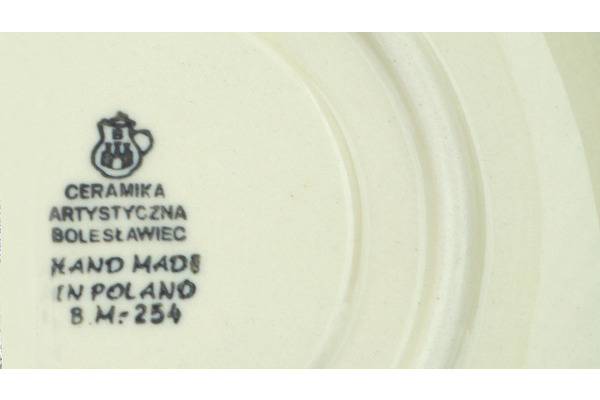 B
CERAMIKA
ARTYSTYCZNA
BOLESŁAWIEC
HAND MADE
IN POLAND
B.M.-254